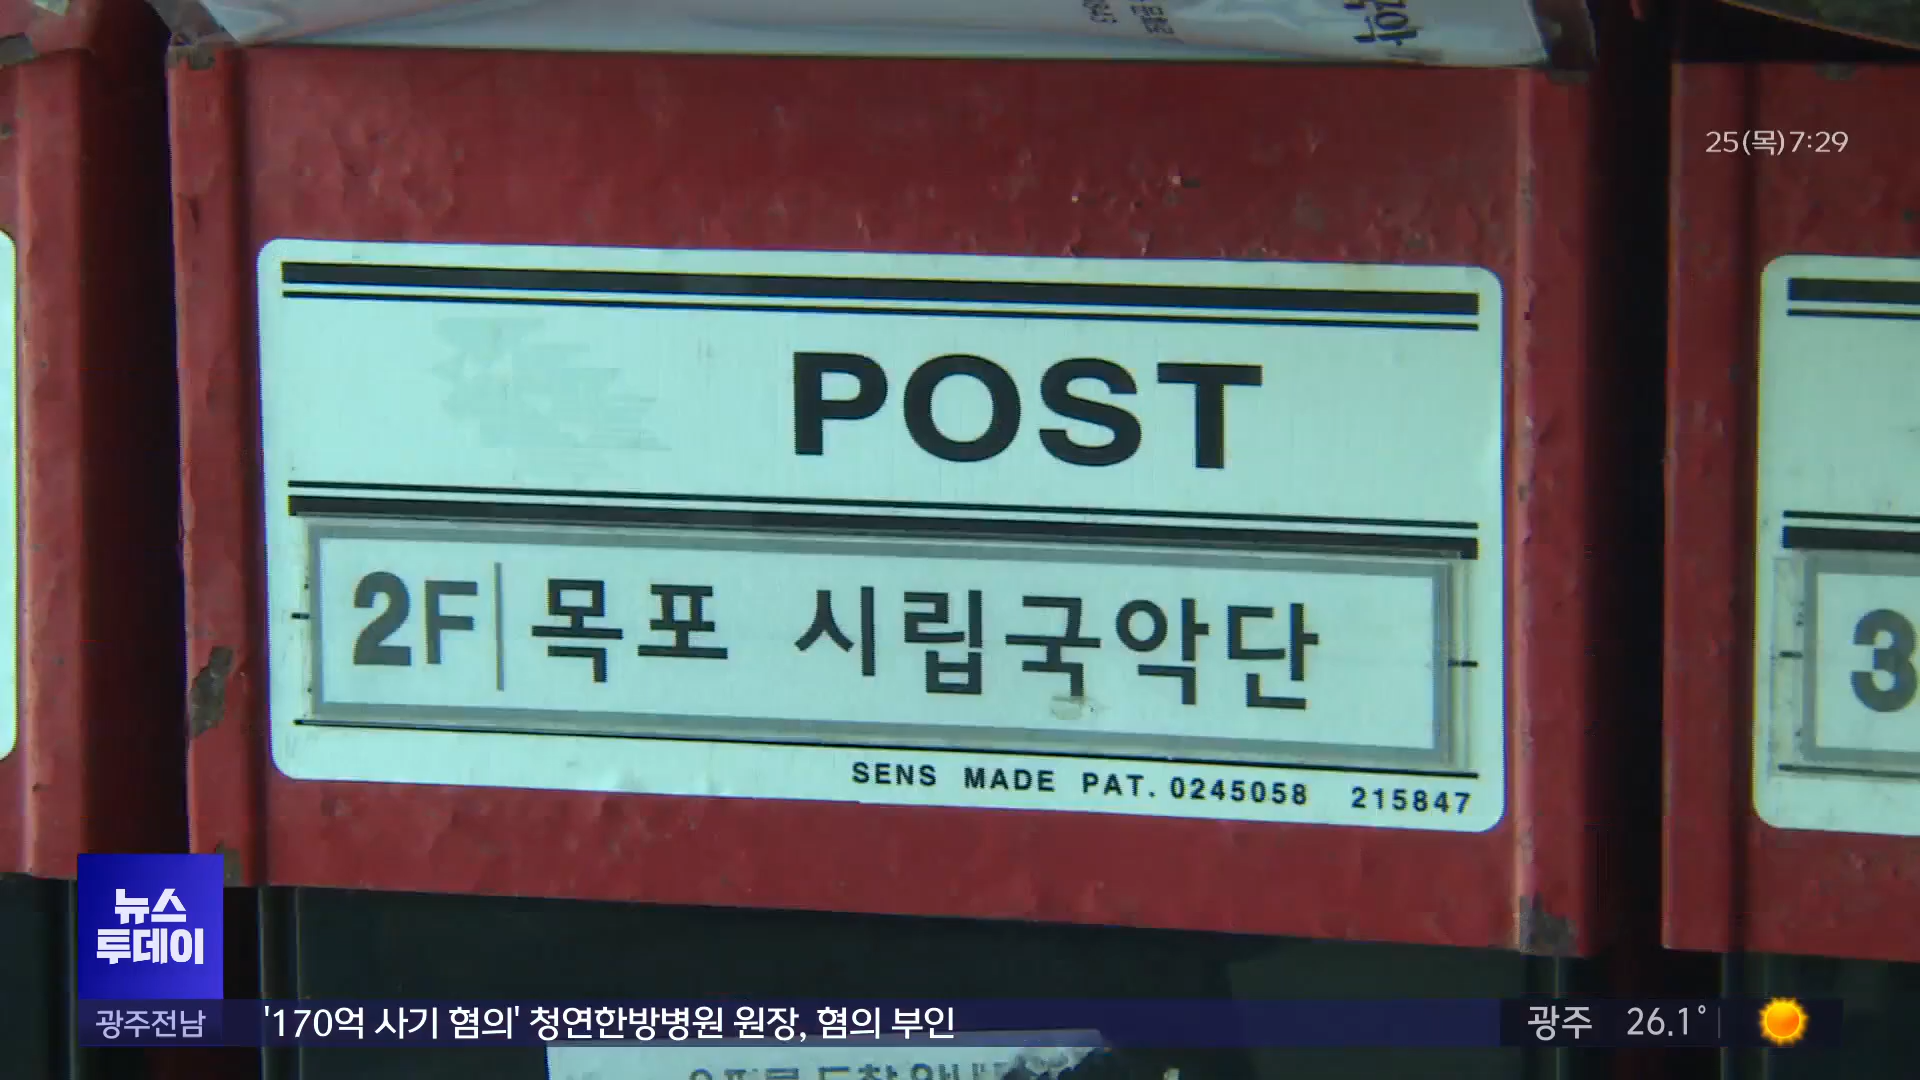 25(목)7:29
POST
2F 목포 시립국악단
SENS MADE PAT. 0245058 215847
3
뉴스
투데이
광주전남 '170억 사기 혐의' 청연한방병원 원장, 혐의 부인 광주 26.1°